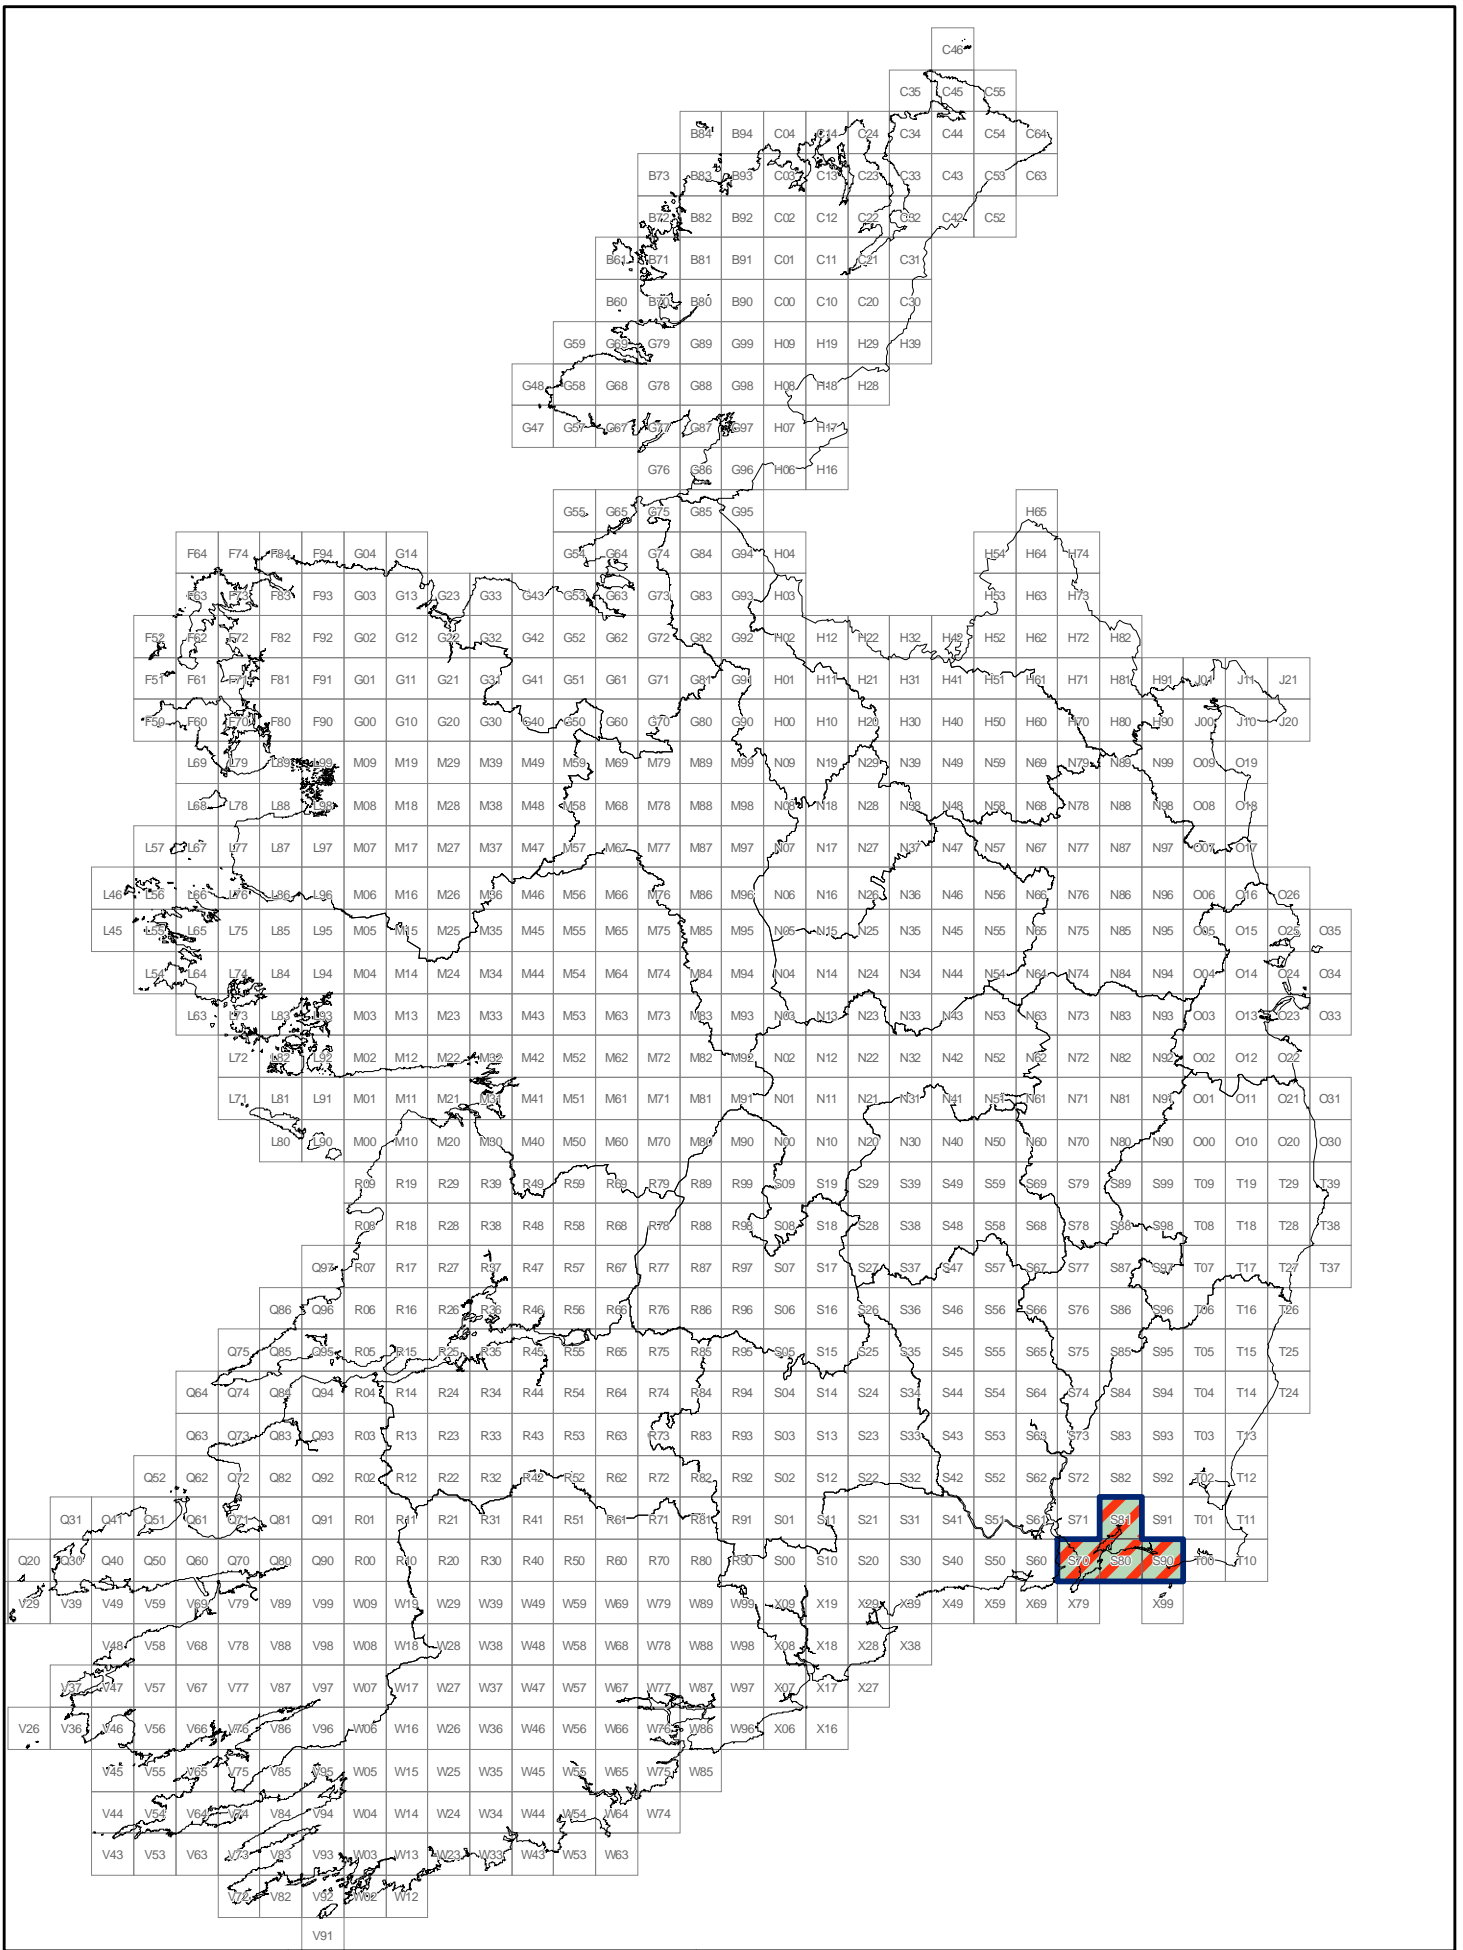 C46
C35 C45 C55
B84 B94 C04 C14 C24 C34 C44 C54 C64
B73 B83 B93 C03 C13 C23 C33 C43 C53 C63
B72 B82 B92 C02 C12 C22 C32 C42 C52
B61 B71 B81 B91 C01 C11 C21 C31
B60 B70 B80 B90 C00 C10 C20 C30
G59 G69 G79 G89 G99 H09 H19 H29 H39
G48 G58 G68 G78 G88 G98 H08 H18 H28
G47 G57 G67 G77 G87 G97 H07 H17
G76 G86 G96 H06 H16
G55 G65 G75 G85 G95 H65
F64 F74 F84 F94 G04 G14 G54 G64 G74 G84 G94 H04 H54 H64 H74
F63 F73 F83 F93 G03 G13 G23 G33 G43 G53 G63 G73 G83 G93 H03 H53 H63 H73
F52 F62 F72 F82 F92 G02 G12 G22 G32 G42 G52 G62 G72 G82 G92 H02 H12 H22 H32 H42 H52 H62 H72 H82
F51 F61 F71 F81 F91 G01 G11 G21 G31 G41 G51 G61 G71 G81 G91 H01 H11 H21 H31 H41 H51 H61 H71 H81 H91 J01 J11 J21
F50 F60 F70 F80 F90 G00 G10 G20 G30 G40 G50 G60 G70 G80 G90 H00 H10 H20 H30 H40 H50 H60 H70 H80 H90 J00 J10 J20
L69 L79 L89 L99 M09 M19 M29 M39 M49 M59 M69 M79 M89 M99 N09 N19 N29 N39 N49 N59 N69 N79 N89 N99 O09 O19
L68 L78 L88 L98 M08 M18 M28 M38 M48 M58 M68 M78 M88 M98 N08 N18 N28 N38 N48 N58 N68 N78 N88 N98 O08 O18
L57 L67 L77 L87 L97 M07 M17 M27 M37 M47 M57 M67 M77 M87 M97 N07 N17 N27 N37 N47 N57 N67 N77 N87 N97 O07 O17
L46 L56 L66 L76 L86 L96 M06 M16 M26 M36 M46 M56 M66 M76 M86 M96 N06 N16 N26 N36 N46 N56 N66 N76 N86 N96 O06 O16 O26
L45 L55 L65 L75 L85 L95 M05 M15 M25 M35 M45 M55 M65 M75 M85 M95 N05 N15 N25 N35 N45 N55 N65 N75 N85 N95 O05 O15 O25 O35
L54 L64 L74 L84 L94 M04 M14 M24 M34 M44 M54 M64 M74 M84 M94 N04 N14 N24 N34 N44 N54 N64 N74 N84 N94 O04 O14 O24 O34
L63 L73 L83 L93 M03 M13 M23 M33 M43 M53 M63 M73 M83 M93 N03 N13 N23 N33 N43 N53 N63 N73 N83 N93 O03 O13 O23 O33
L72 L82 L92 M02 M12 M22 M32 M42 M52 M62 M72 M82 M92 N02 N12 N22 N32 N42 N52 N62 N72 N82 N92 O02 O12 O22
L71 L81 L91 M01 M11 M21 M31 M41 M51 M61 M71 M81 M91 N01 N11 N21 N31 N41 N51 N61 N71 N81 N91 O01 O11 O21 O31
L80 L90 M00 M10 M20 M30 M40 M50 M60 M70 M80 M90 N00 N10 N20 N30 N40 N50 N60 N70 N80 N90 O00 O10 O20 O30
R09 R19 R29 R39 R49 R59 R69 R79 R89 R99 S09 S19 S29 S39 S49 S59 S69 S79 S89 S99 T09 T19 T29 T39
R08 R18 R28 R38 R48 R58 R68 R78 R88 R98 S08 S18 S28 S38 S48 S58 S68 S78 S88 S98 T08 T18 T28 T38
Q97 R07 R17 R27 R37 R47 R57 R67 R77 R87 R97 S07 S17 S27 S37 S47 S57 S67 S77 S87 S97 T07 T17 T27 T37
Q86 Q96 R06 R16 R26 R36 R46 R56 R66 R76 R86 R96 S06 S16 S26 S36 S46 S56 S66 S76 S86 S96 T06 T16 T26
Q75 Q85 Q95 R05 R15 R25 R35 R45 R55 R65 R75 R85 R95 S05 S15 S25 S35 S45 S55 S65 S75 S85 S95 T05 T15 T25
Q64 Q74 Q84 Q94 R04 R14 R24 R34 R44 R54 R64 R74 R84 R94 S04 S14 S24 S34 S44 S54 S64 S74 S84 S94 T04 T14 T24
Q63 Q73 Q83 Q93 R03 R13 R23 R33 R43 R53 R63 R73 R83 R93 S03 S13 S23 S33 S43 S53 S63 S73 S83 S93 T03 T13
Q52 Q62 Q72 Q82 Q92 R02 R12 R22 R32 R42 R52 R62 R72 R82 R92 S02 S12 S22 S32 S42 S52 S62 S72 S82 S92 T02 T12
Q31 Q41 Q51 Q61 Q71 Q81 Q91 R01 R11 R21 R31 R41 R51 R61 R71 R81 R91 S01 S11 S21 S31 S41 S51 S61 S71 S81 S91 T01 T11
Q20 Q30 Q40 Q50 Q60 Q70 Q80 Q90 R00 R10 R20 R30 R40 R50 R60 R70 R80 R90 S00 S10 S20 S30 S40 S50 S60 S70 S80 S90 T00 T10
V29 V39 V49 V59 V69 V79 V89 V99 W09 W19 W29 W39 W49 W59 W69 W79 W89 W99 X09 X19 X29 X39 X49 X59 X69 X79 X99
V48 V58 V68 V78 V88 V98 W08 W18 W28 W38 W48 W58 W68 W78 W88 W98 X08 X18 X28 X38
V37 V47 V57 V67 V77 V87 V97 W07 W17 W27 W37 W47 W57 W67 W77 W87 W97 X07 X17 X27
V26 V36 V46 V56 V66 V76 V86 V96 W06 W16 W26 W36 W46 W56 W66 W76 W86 W96 X06 X16
V45 V55 V65 V75 V85 V95 W05 W15 W25 W35 W45 W55 W65 W75 W85
V44 V54 V64 V74 V84 V94 W04 W14 W24 W34 W44 W54 W64 W74
V43 V53 V63 V73 V83 V93 W03 W13 W23 W33 W43 W53 W63
V72 V82 V92 W02 W12
V91